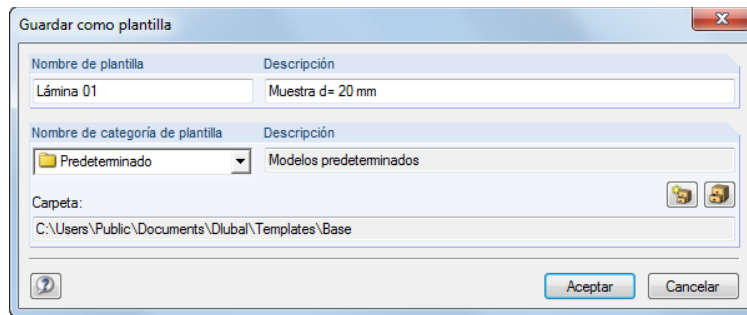 Guardar como plantilla
Nombre de plantilla Descripción
Lámina 01 Muestra d= 20 mm
Nombre de categoría de plantilla Descripción
Predeterminado Modelos predeterminados
Carpeta:
C:\Users\Public\Documents\Dlubal\Templates\Base
Aceptar Cancelar